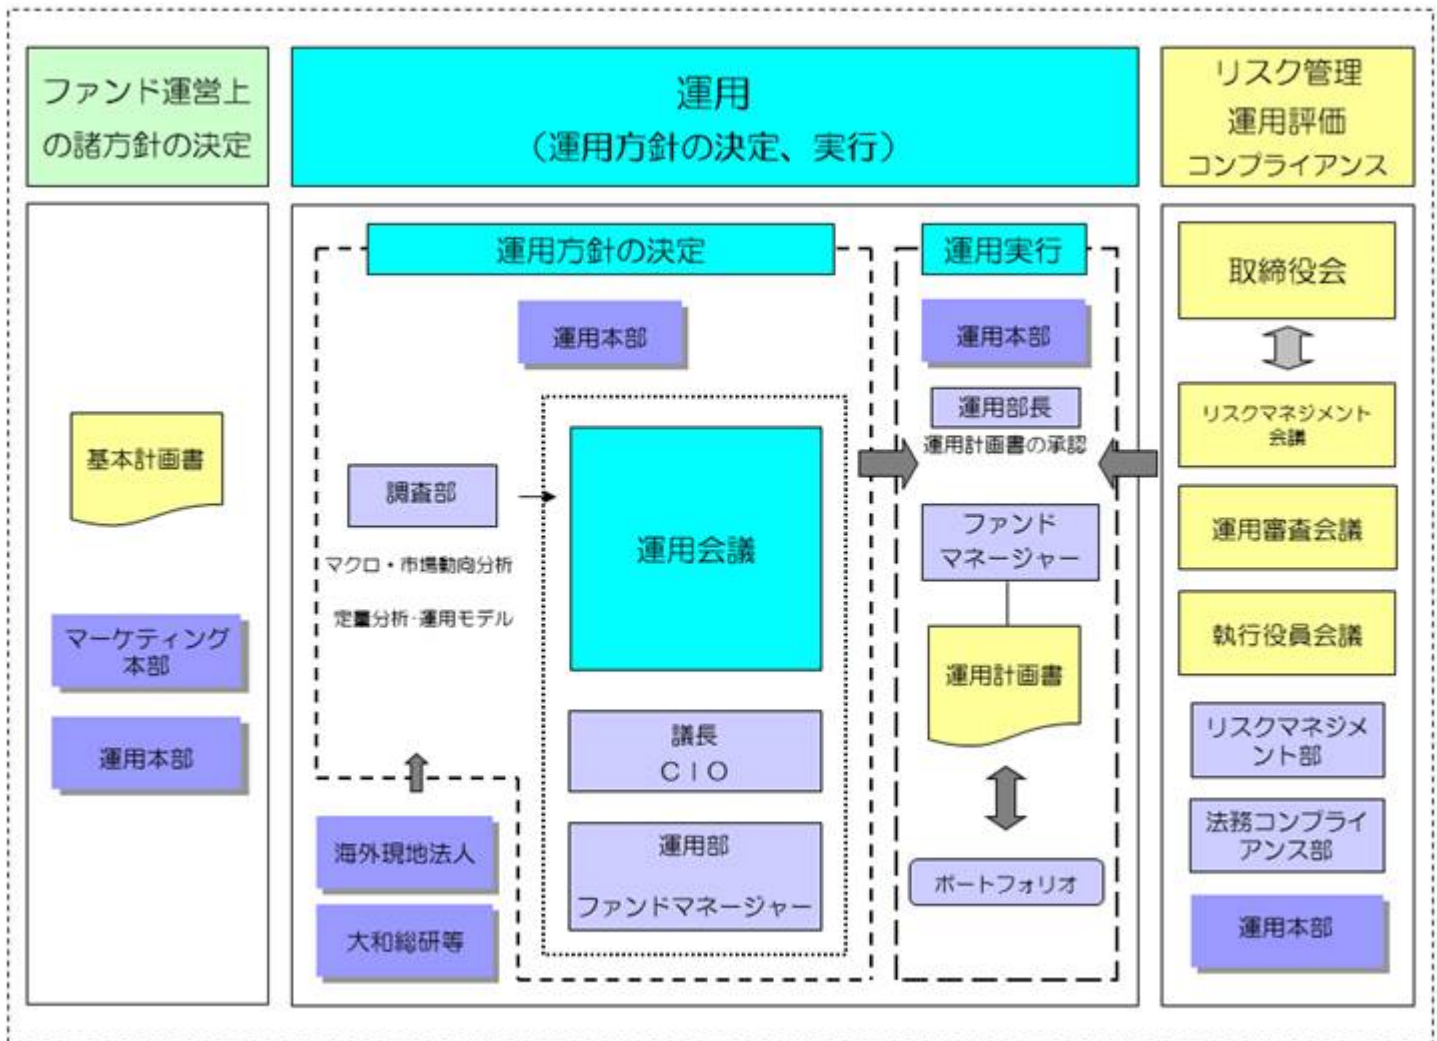 ファンド運営上
の諸方針の決定
運用
（運用方針の決定、実行）
リスク管理
運用評価
コンプライアンス
基本計画書
マーケティング
本部
運用本部
運用方針の決定
運用本部
調査部
マクロ・市場動向分析
定量分析・運用モデル
運用会議
議長
ＣＩＯ
運用部
ファンドマネージャー
海外現地法人
大和総研等
運用実行
運用本部
運用部長
運用計画書の承認
ファンド
マネージャー
運用計画書
ポートフォリオ
取締役会
リスクマネジメント
会議
運用審査会議
執行役員会議
リスクマネジメ
ント部
法務コンプライ
アンス部
運用本部